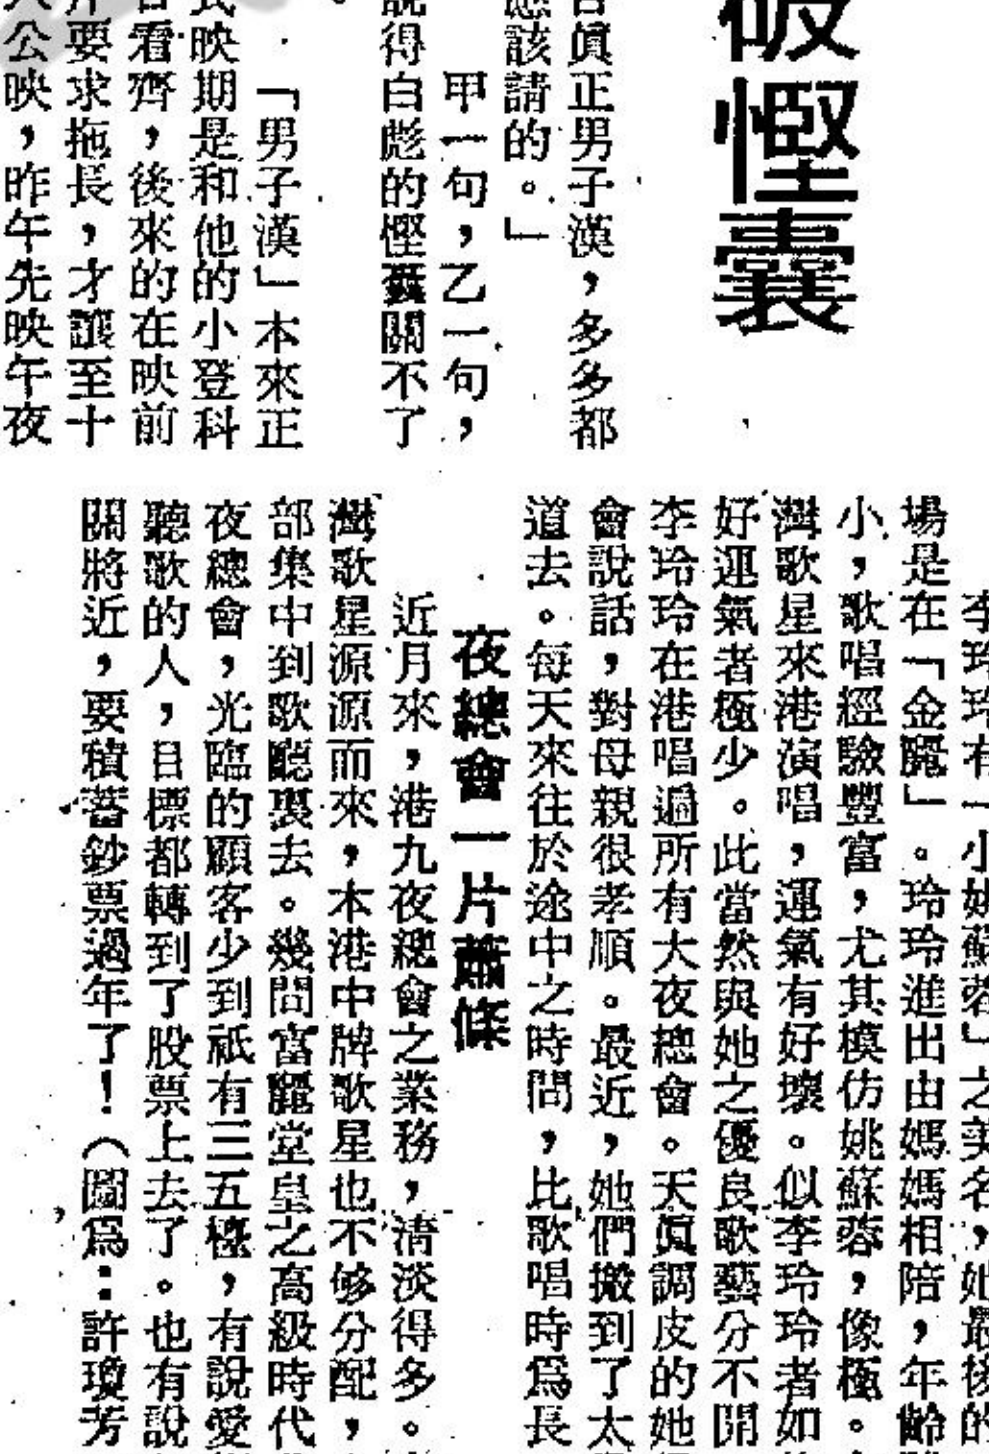 破慳囊
真正男子漢，多多都
應該請的。」
甲一句，乙一句，
說得白彪的慳囊關不了
。
「男子漢」本來正
式映期是和他的小登科
看齊，後來的在映前
要求拖長，才讓至十
公映，昨午先映午夜
李玲玲有「小姚蘇蓉」之美名，她最後的
場是在「金麗」。玲玲進出由媽媽相陪，年齡
小，歌唱經驗豐富，尤其模仿姚蘇蓉，像極。
灣歌星來港演唱，運氣有好壞。似李玲玲者如
好運氣者極少。此當然與她之優良歌藝分不開
李玲玲在港唱過所有大夜總會。天眞調皮的她
會說話，對母親很孝順。最近，她們搬到了太
道去。每天來往於途中之時間，比歌唱時爲長
夜總會一片蕭條
近月來，港九夜總會之業務，清淡得多。
灣歌星源源而來，本港中牌歌星也不够分配，
部集中到歌廳裏去。幾間富麗堂皇之高級時代
夜總會，光臨的顧客少到祇有三五檯，有說愛
聽歌的人，目標都轉到了股票上去了。也有說
關將近，要積蓄鈔票過年了！（圖爲：許瓊芳